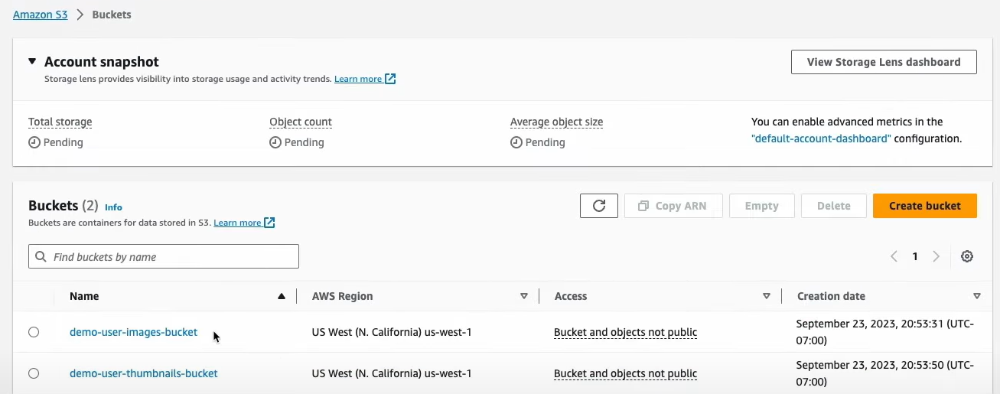 Amazon S3 > Buckets
Account snapshot
View Storage Lens dashboard
Storage lens provides visibility into storage usage and activity trends. Learn more
Total storage
Object count
Average object size
You can enable advanced metrics in the
Pending
Pending
Pending
"default-account-dashboard" configuration.
Buckets (2) Info
Copy ARN
Empty
Delete
Create bucket
Buckets are containers for data stored in S3. Learn more
Find buckets by name
1
Name
AWS Region
Access
Creation date
demo-user-images-bucket
US West (N. California) us-west-1
Bucket and objects not public
September 23, 2023, 20:53:31 (UTC-
07:00)
demo-user-thumbnails-bucket
US West (N. California) us-west-1
Bucket and objects not public
September 23, 2023, 20:53:50 (UTC-
07:00)